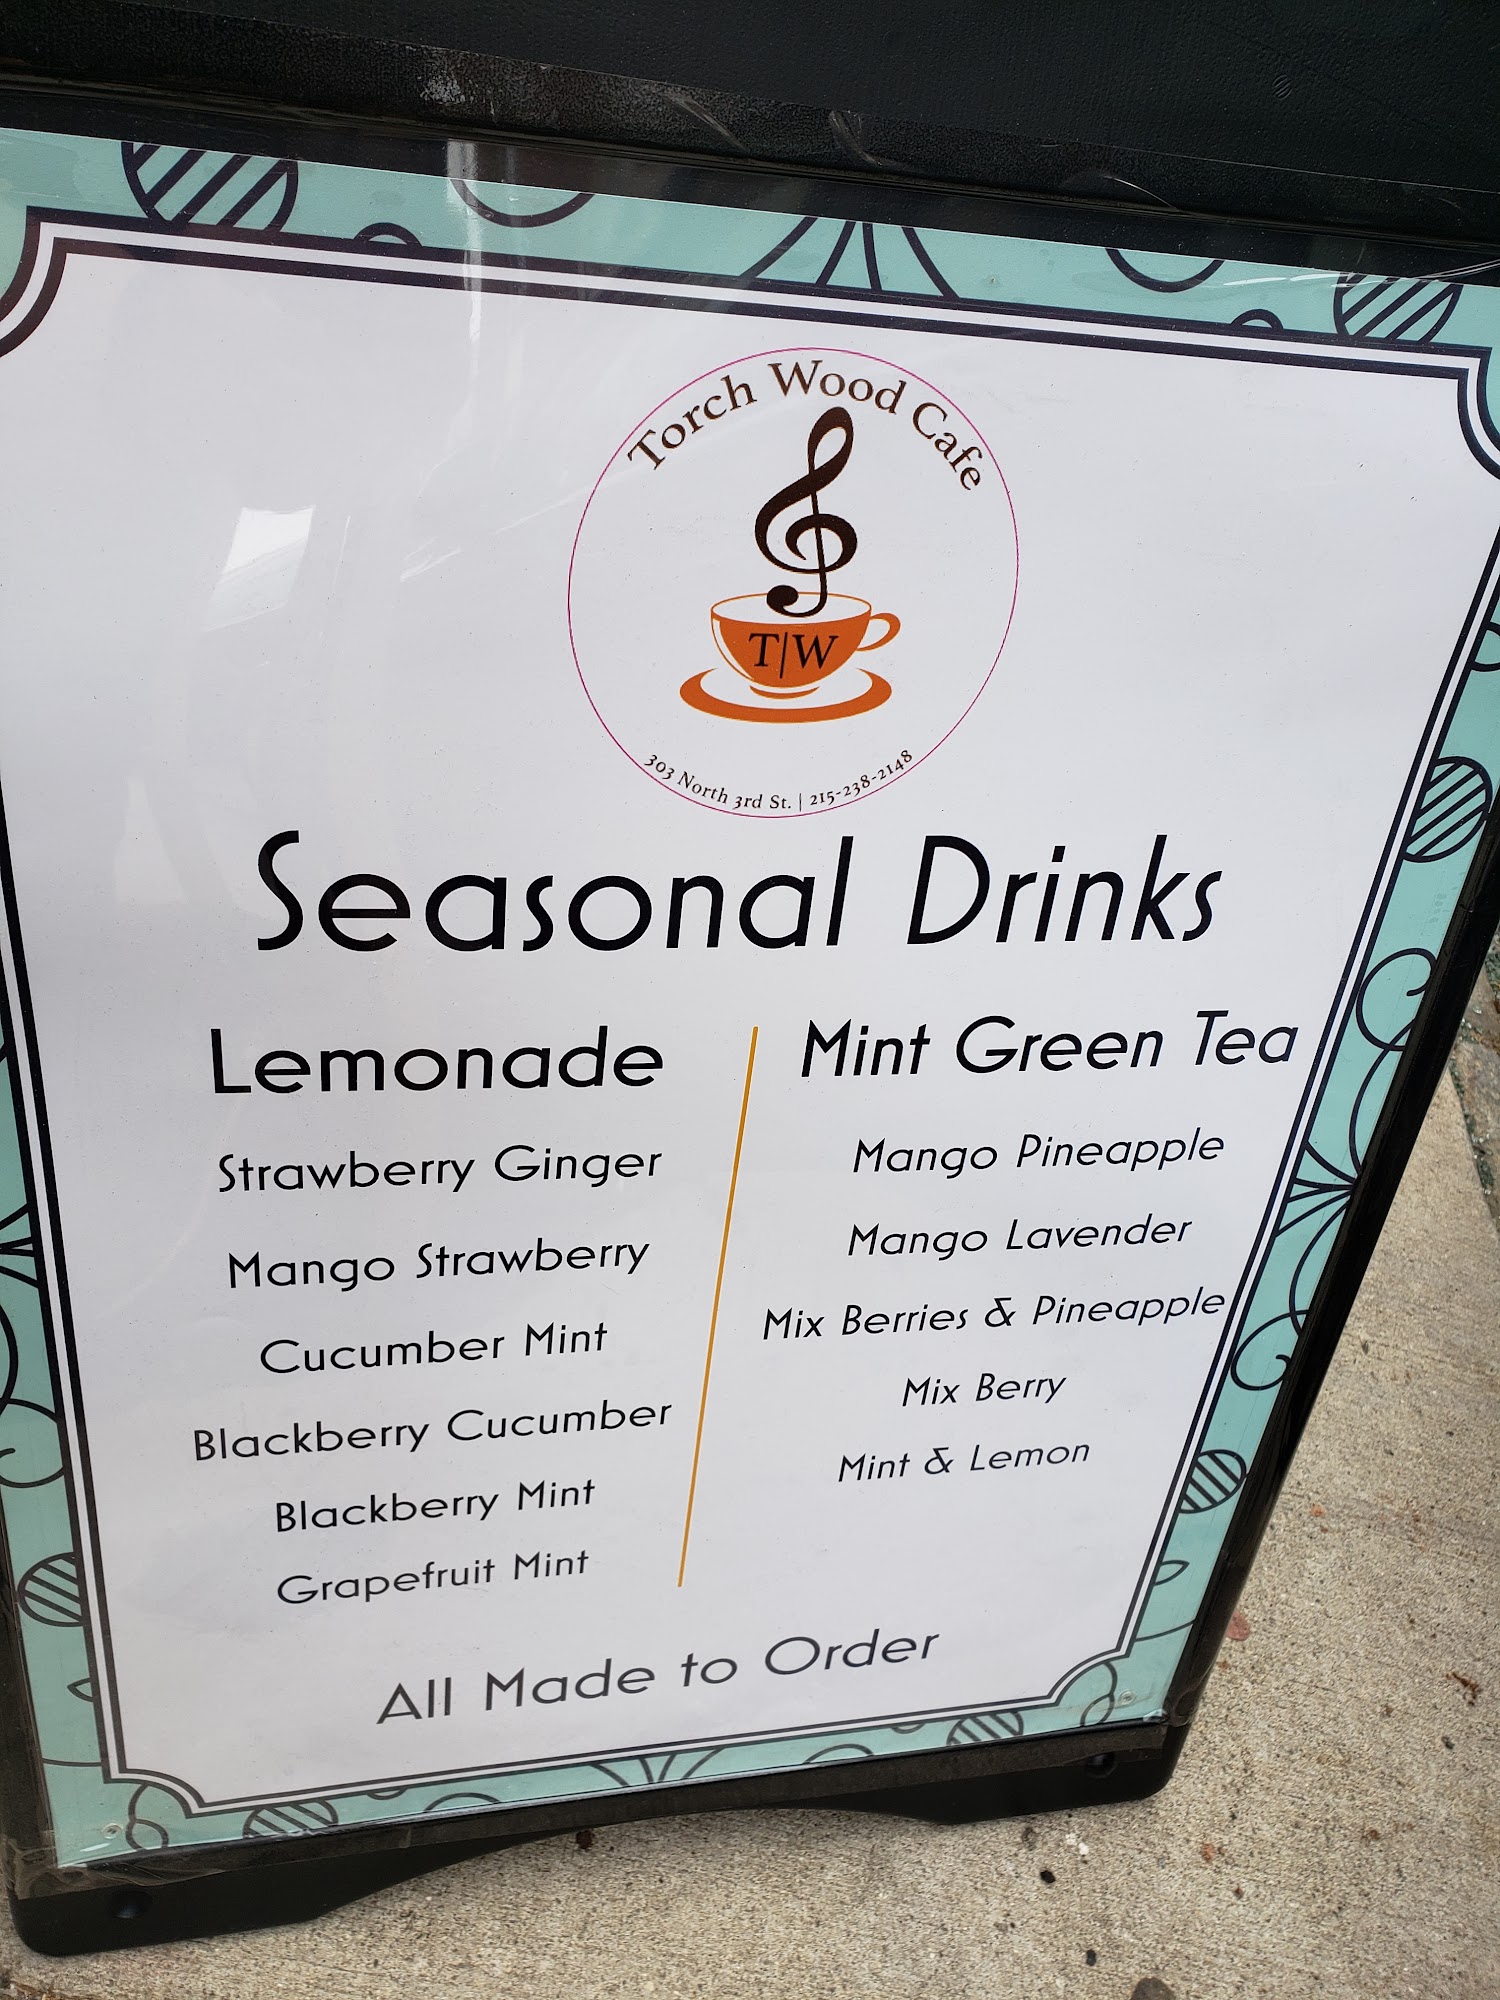 Torch Wood Cafe
T|W
303 North 3rd St. | 215-238-2148
Seasonal Drinks
Lemonade
Strawberry Ginger
Mango Strawberry
Cucumber Mint
Blackberry Cucumber
Blackberry Mint
Grapefruit Mint
Mint Green Tea
Mango Pineapple
Mango Lavender
Mix Berries & Pineapple
Mix Berry
Mint & Lemon
All Made to Order